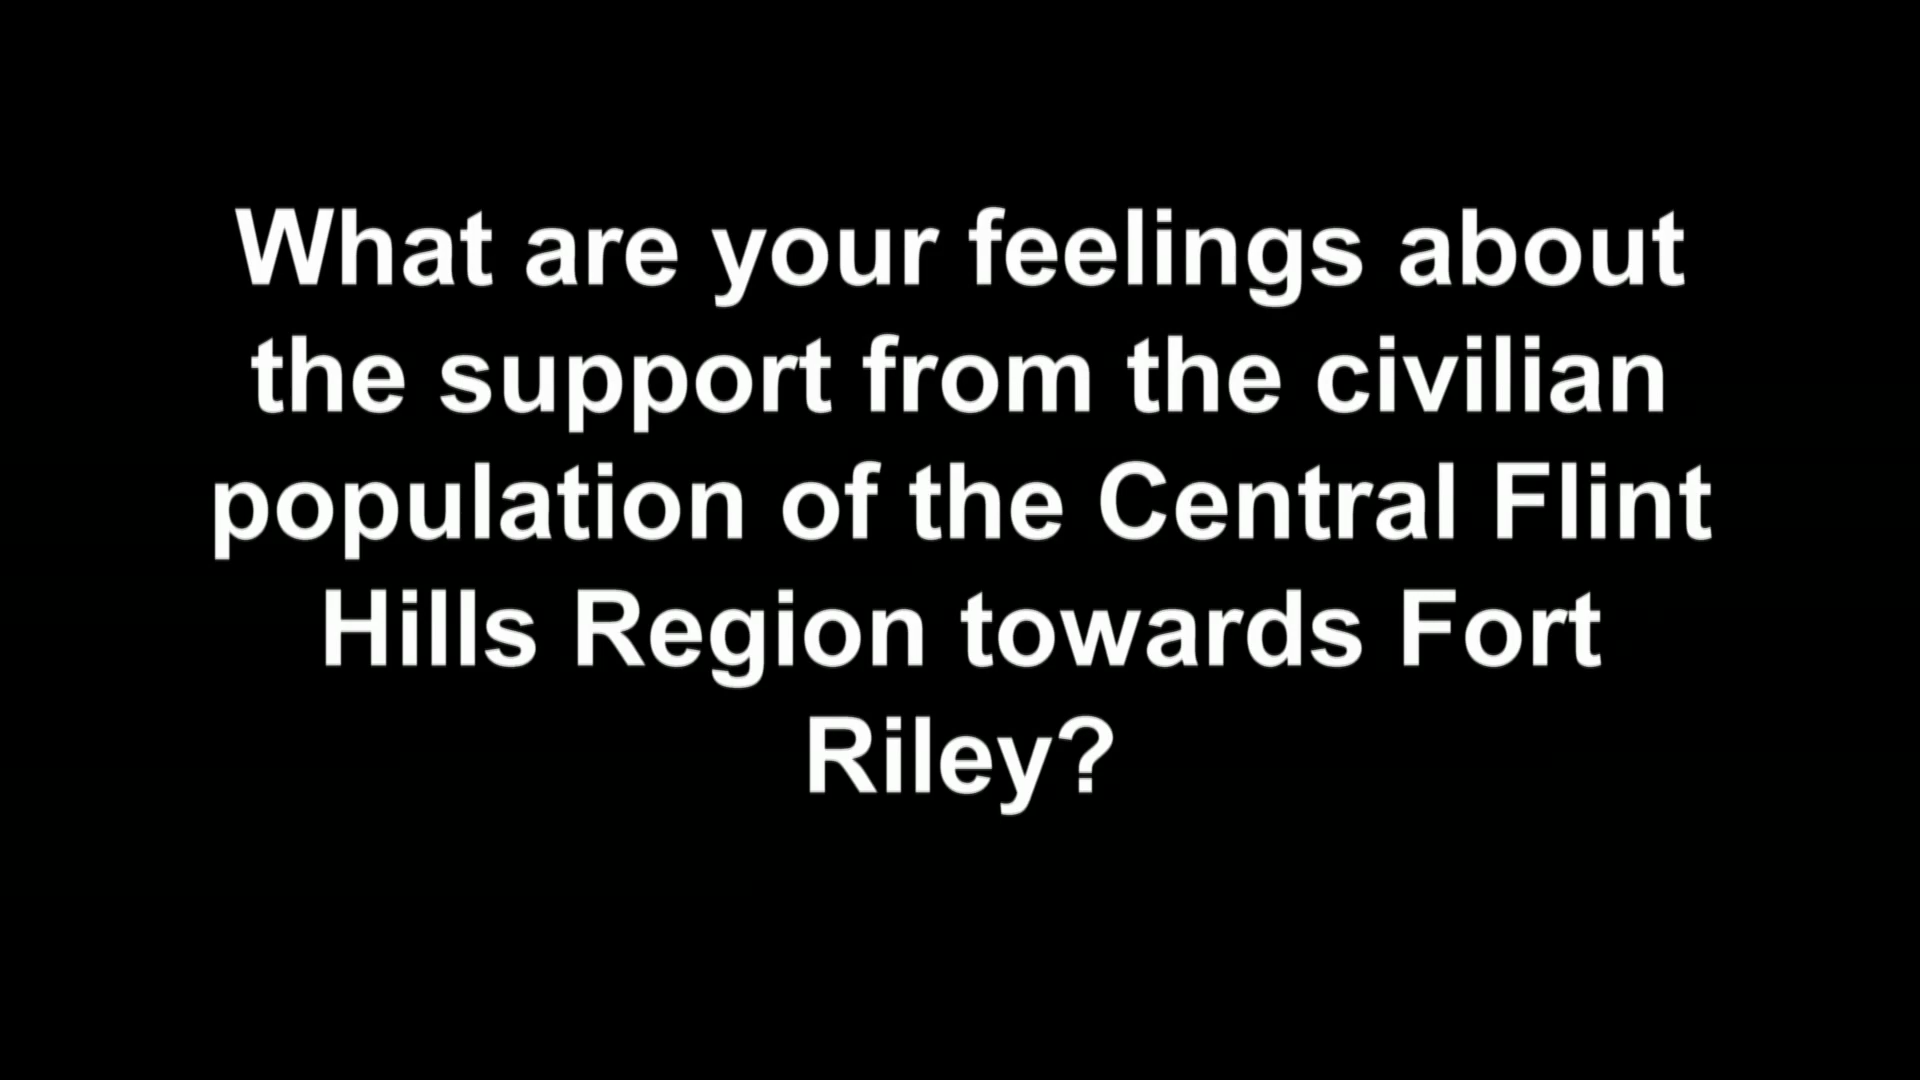 What are your feelings about
the support from the civilian
population of the Central Flint
Hills Region towards Fort
Riley?